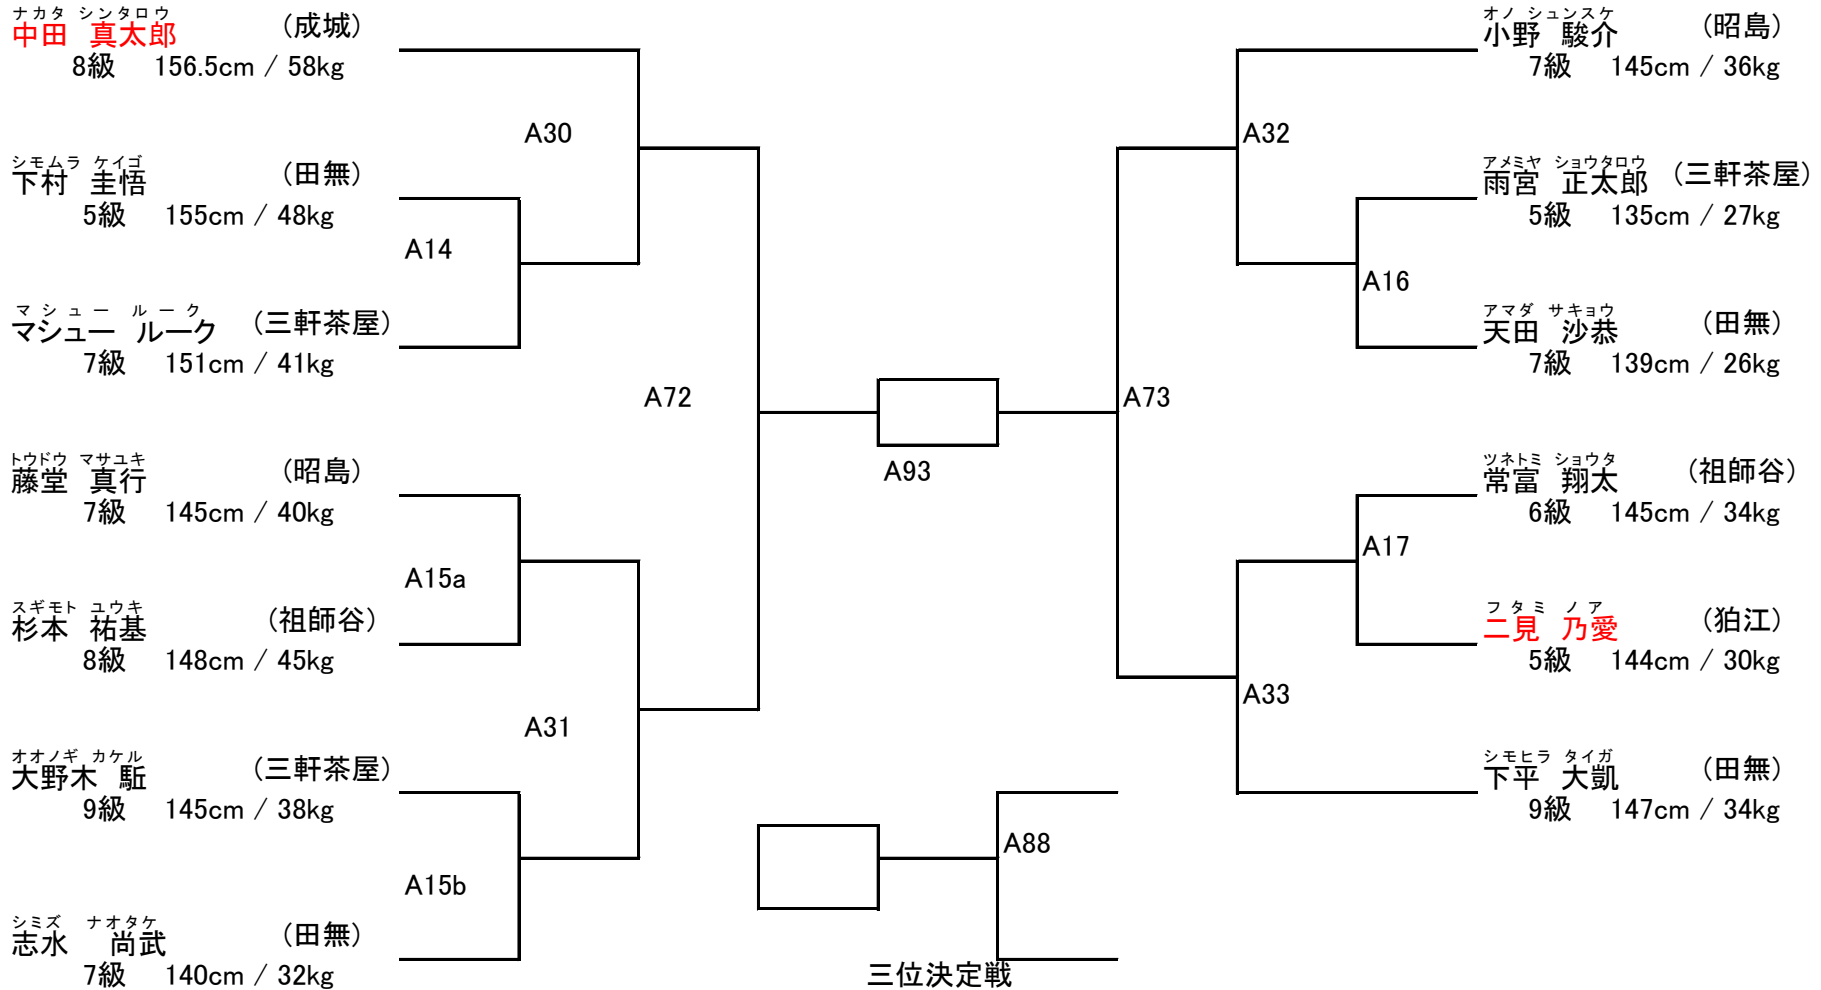 ナカタ シンタロウ
中田 真太郎 (成城)
8級 156.5cm / 58kg
A30
シモムラ ケイゴ
下村 圭悟 (田無)
5級 155cm / 48kg
A14
マシュー ルーク
マシュー ルーク (三軒茶屋)
7級 151cm / 41kg
A72
トウドウ マサユキ
藤堂 真行 (昭島)
7級 145cm / 40kg
A15a
スギモト ユウキ
杉本 祐基 (祖師谷)
8級 148cm / 45kg
A31
オオノギ カケル
大野木 駈 (三軒茶屋)
9級 145cm / 38kg
A15b
シミズ ナオタケ
志水 尚武 (田無)
7級 140cm / 32kg
A93
A88
三位決定戦
オノ シュンスケ
小野 駿介 (昭島)
7級 145cm / 36kg
A32
アメミヤ ショウタロウ
雨宮 正太郎 (三軒茶屋)
5級 135cm / 27kg
A16
アマダ サキョウ
天田 沙恭 (田無)
7級 139cm / 26kg
A73
ツネトミ ショウタ
常富 翔太 (祖師谷)
6級 145cm / 34kg
A17
フタミ ノア
二見 乃愛 (狛江)
5級 144cm / 30kg
A33
シモヒラ タイガ
下平 大凱 (田無)
9級 147cm / 34kg